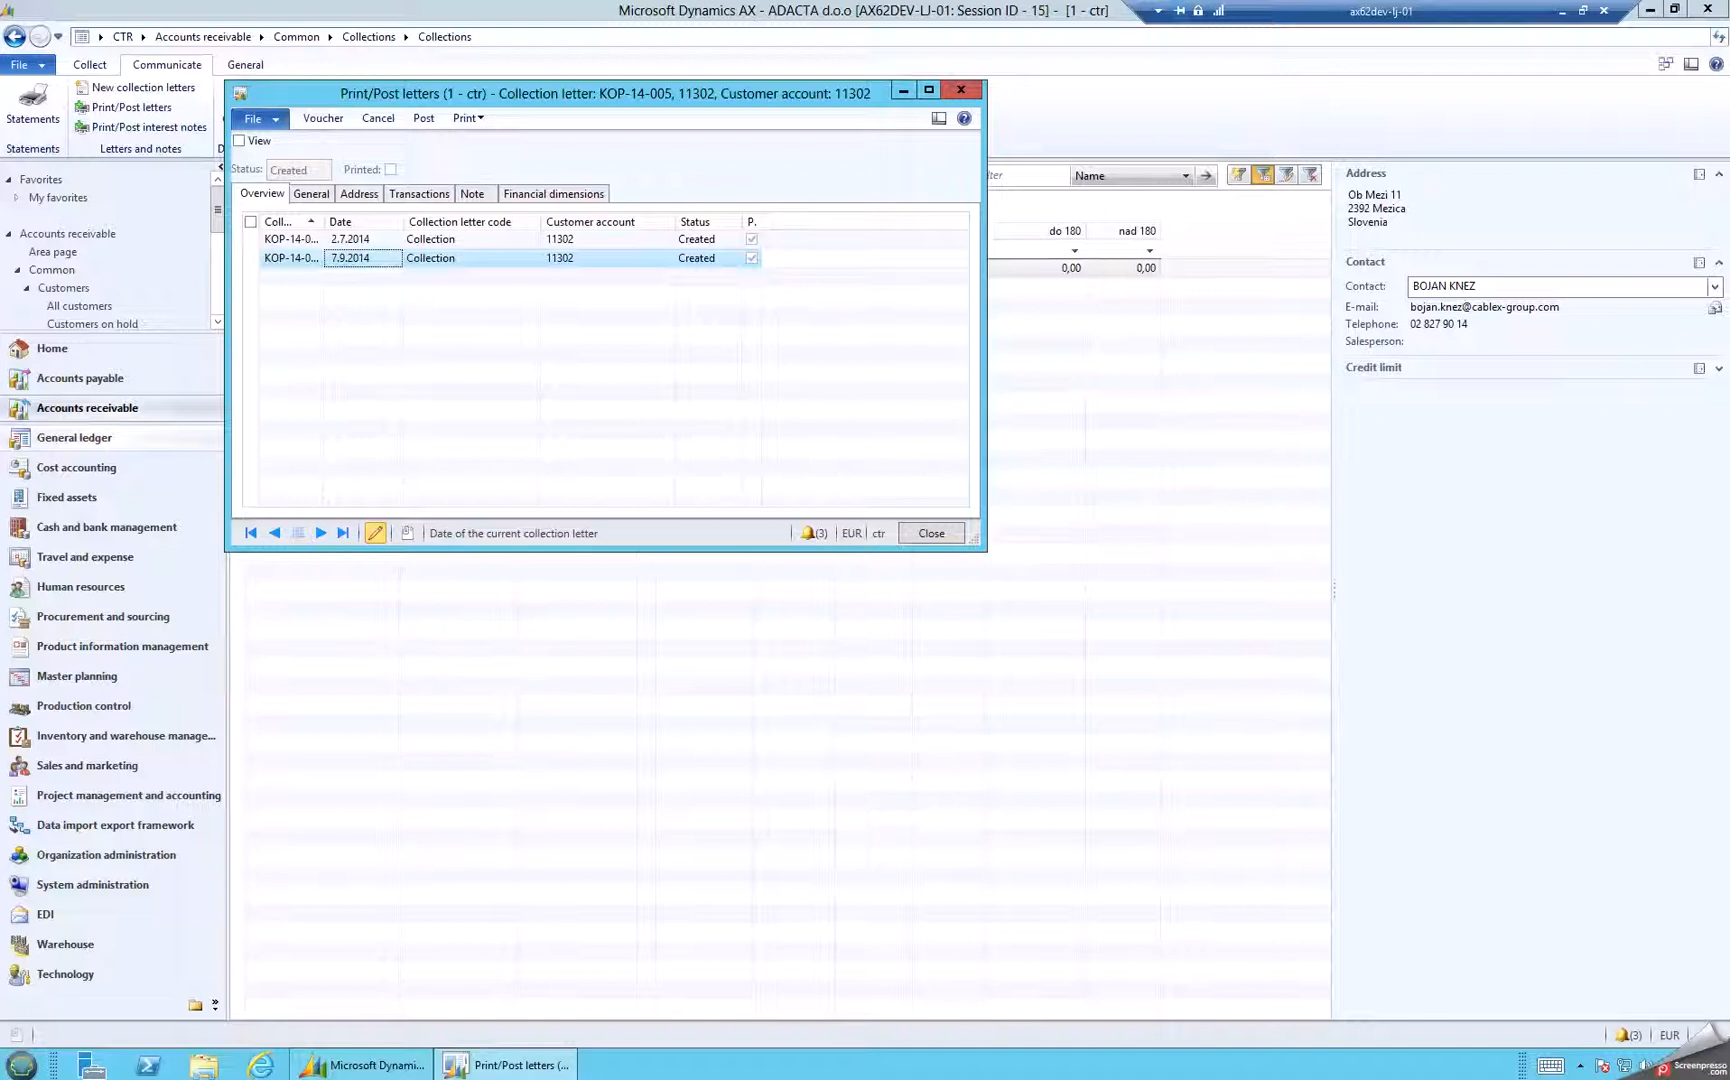 Microsoft Dynamics AX - ADACTA d.o.o [AX62DEV-LJ-01: Session ID - 15] - [1 - ctr]
ax62dev-lj-01
CTR
Accounts receivable
Common
Collections
Collections
File
Collect
Communicate
General
Statements
New collection letters
Print/Post letters
Print/Post interest notes
Statements
Letters and notes
Print/Post letters (1 - ctr) - Collection letter: KOP-14-005, 11302, Customer account: 11302
File
Voucher
Cancel
Post
Print
View
Status:
Created
Printed:
Overview
General
Address
Transactions
Note
Financial dimensions
Coll...
Date
Collection letter code
Customer account
Status
P.
KOP-14-0...
2.7.2014
Collection
11302
Created
KOP-14-0...
7.9.2014
Collection
11302
Created
Date of the current collection letter
(3)
EUR
ctr
Close
Name
do 180
nad 180
0,00
0,00
Favorites
My favorites
Accounts receivable
Area page
Common
Customers
All customers
Customers on hold
Home
Accounts payable
Accounts receivable
General ledger
Cost accounting
Fixed assets
Cash and bank management
Travel and expense
Human resources
Procurement and sourcing
Product information management
Master planning
Production control
Inventory and warehouse manage...
Sales and marketing
Project management and accounting
Data import export framework
Organization administration
System administration
EDI
Warehouse
Technology
Address
Ob Mezi 11
2392 Mezica
Slovenia
Contact
Contact:
BOJAN KNEZ
E-mail:
bojan.knez@cablex-group.com
Telephone:
02 827 90 14
Salesperson:
Credit limit
(3)
EUR
Microsoft Dynami...
Print/Post letters (...
Screenpresso
.com